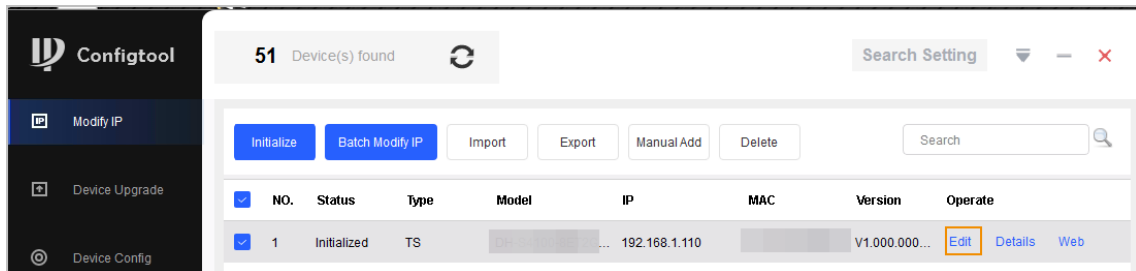 Configtool
51 Device(s) found
Search Setting
Modify IP
Initialize Batch Modify IP Import Export Manual Add Delete Search
Device Upgrade
NO. Status Type Model IP MAC Version Operate
1 Initialized TS ... 192.168.1.110 V1.000.000... Edit Details Web
Device Config